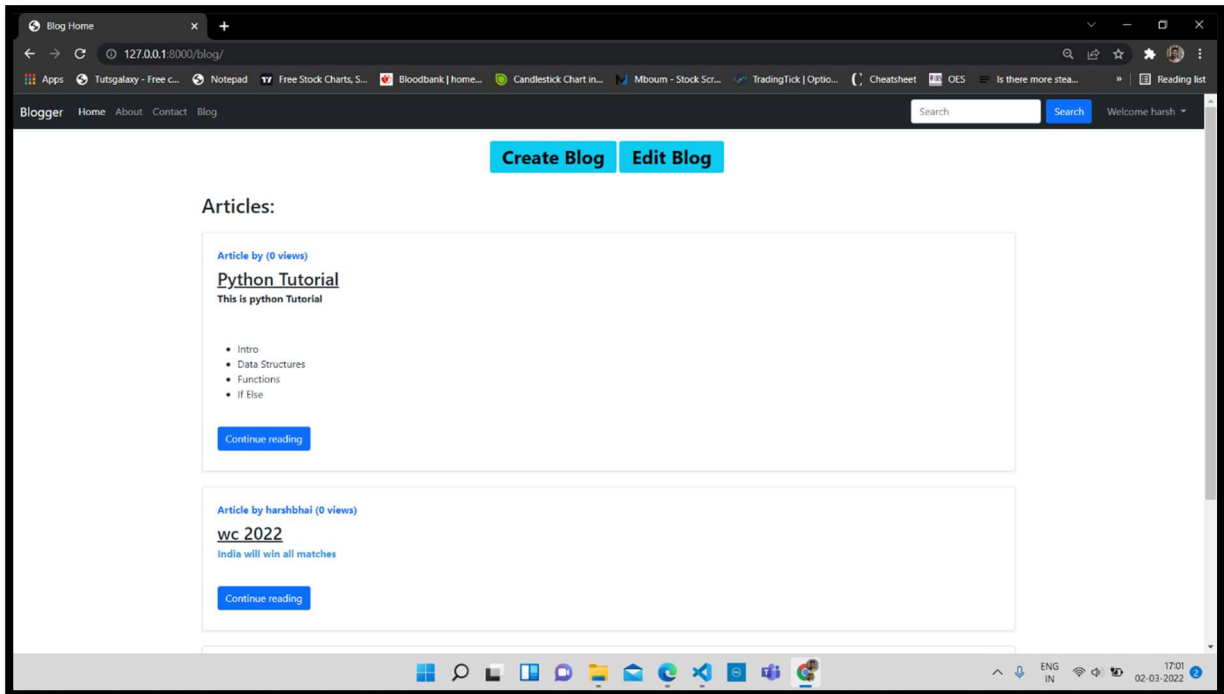 Blog Home
127.0.0.1:8000/blog/
Apps Tutsgalaxy - Free c... Notepad Free Stock Charts, S... Bloodbank | home... Candlestick Chart in... Mboum - Stock Scr... TradingTick | Optio... Cheatsheet OES Is there more stea... » Reading list
Blogger Home About Contact Blog Search Search Welcome harsh
Create Blog Edit Blog
Articles:
Article by (0 views)
Python Tutorial
This is python Tutorial
• Intro
• Data Structures
• Functions
• If Else
Continue reading
Article by harshbhai (0 views)
wc 2022
India will win all matches
Continue reading
ENG 17:01
IN 02-03-2022 2